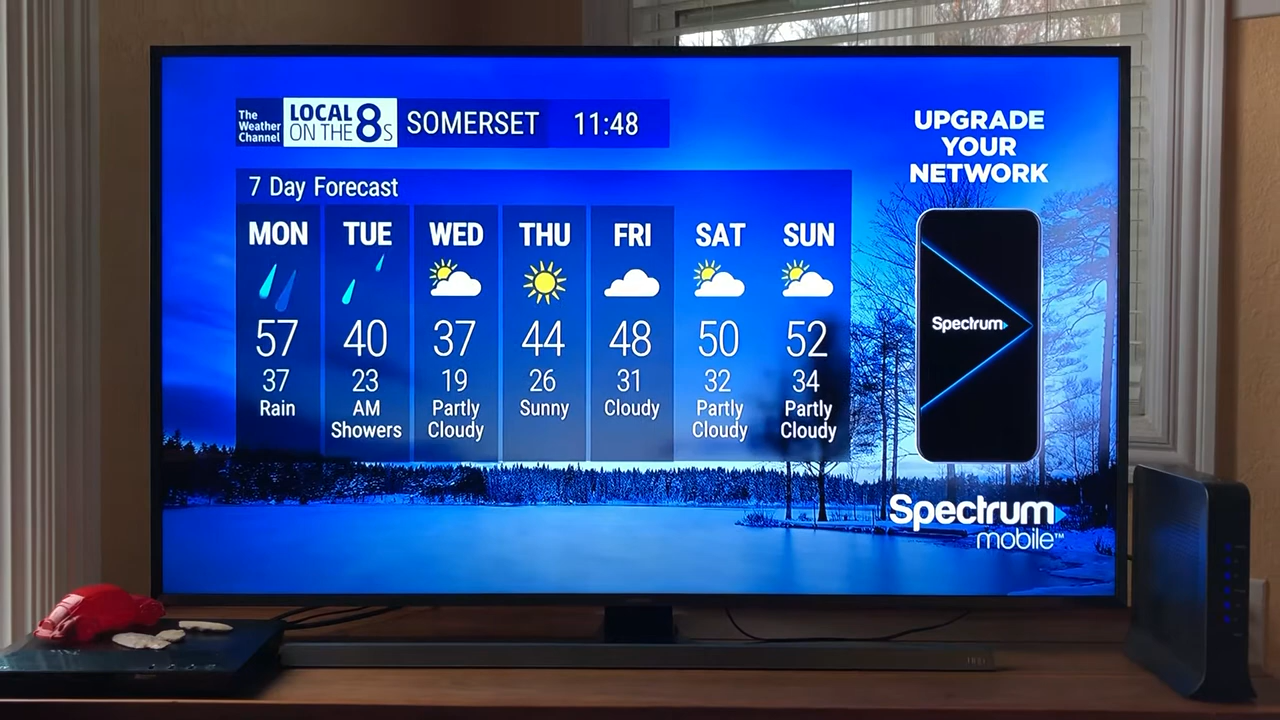 The Weather Channel
LOCAL ON THE 8s
SOMERSET 11:48
7 Day Forecast
MON TUE WED THU FRI SAT SUN
57 40 37 44 48 50 52
37 23 19 26 31 32 34
Rain AM Showers Partly Cloudy Sunny Cloudy Partly Cloudy Partly Cloudy
UPGRADE
YOUR
NETWORK
Spectrum
Spectrum
mobile™